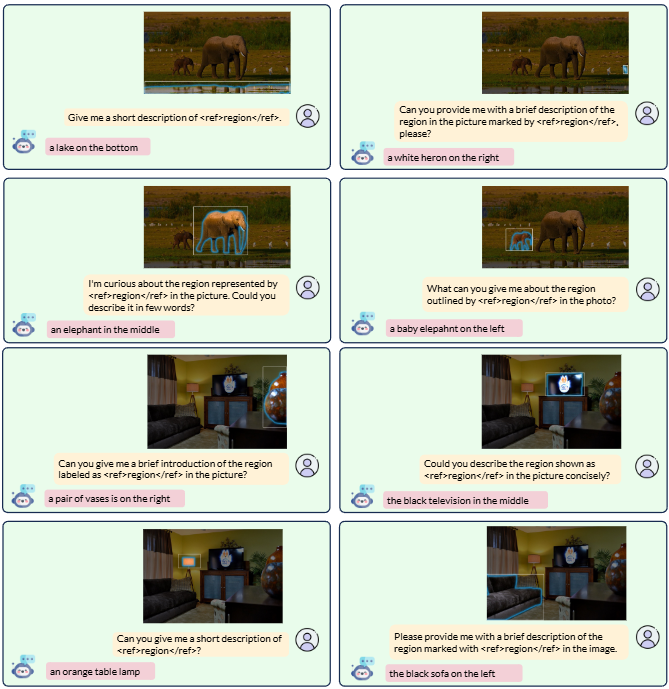 Give me a short description of <ref>region</ref>.
a lake on the bottom
Can you provide me with a brief description of the
region in the picture marked by <ref>region</ref>,
please?
a white heron on the right
I'm curious about the region represented by
<ref>region</ref> in the picture. Could you
describe it in few words?
an elephant in the middle
What can you give me about the region
outlined by <ref>region</ref> in the photo?
a baby elepahnt on the left
Can you give me a brief introduction of the region
labeled as <ref>region</ref> in the picture?
a pair of vases is on the right
Could you describe the region shown as
<ref>region</ref> in the picture concisely?
the black television in the middle
Can you give me a short description of
<ref>region</ref>?
an orange table lamp
Please provide me with a brief description of the
region marked with <ref>region</ref> in the image.
the black sofa on the left